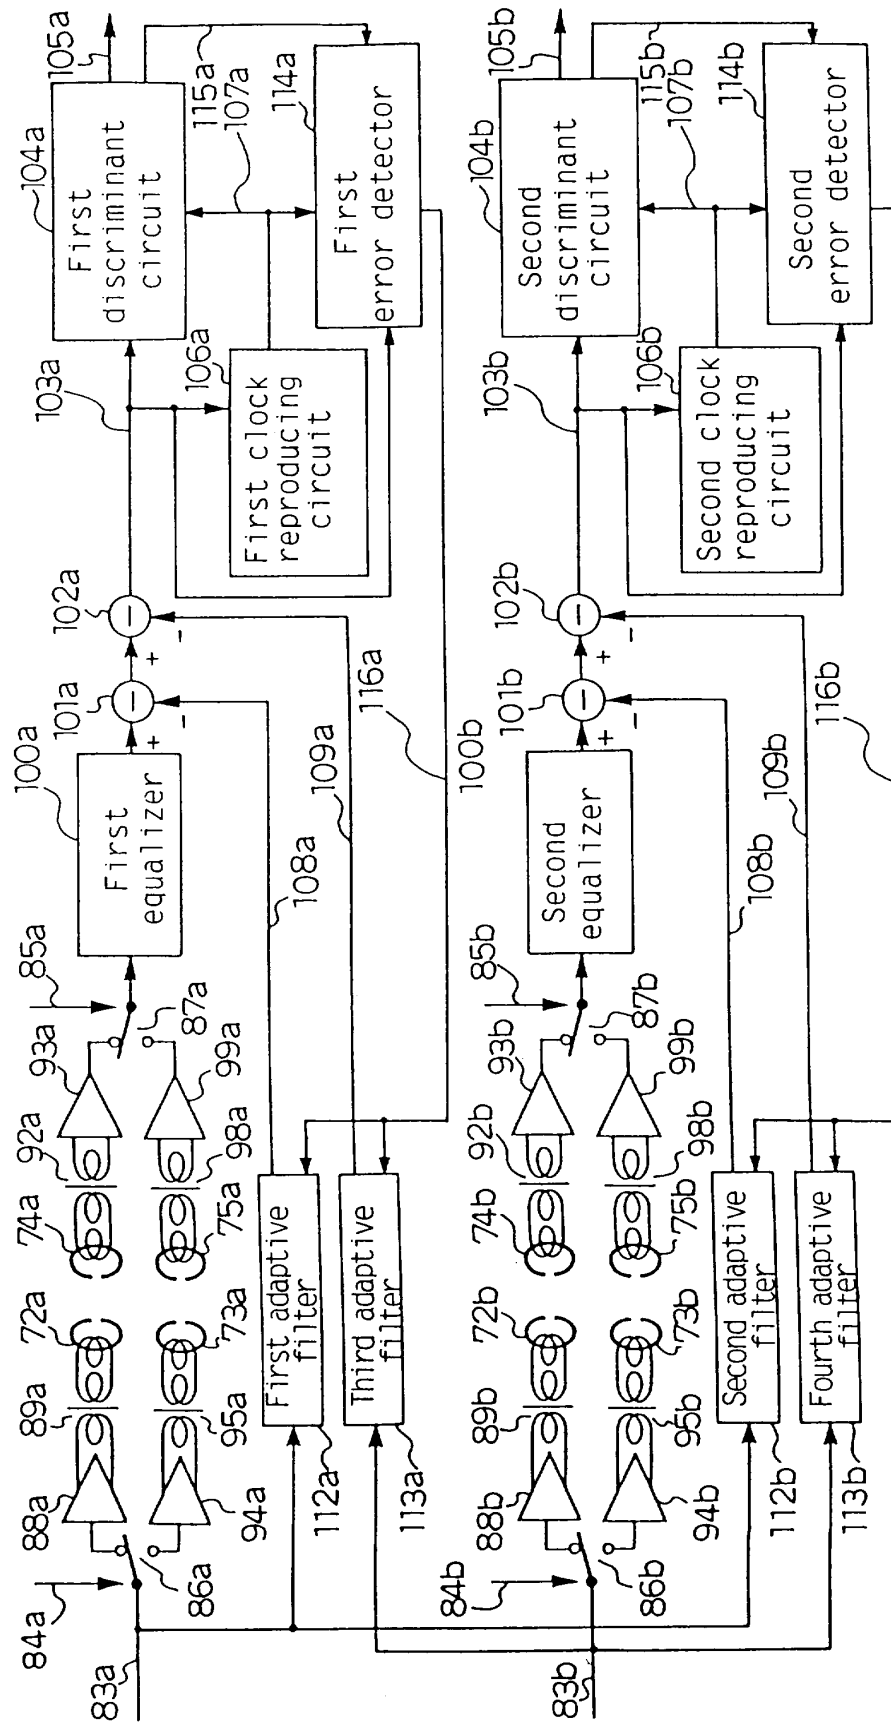 83a
84a
86a
88a
89a
72a
74a
92a
93a
85a
87a
94a
95a
73a
75a
98a
99a
100a
First
equalizer
101a
+
−
−
102a
+
−
−
103a
104a
First
discriminant
circuit
105a
106a
First clock
reproducing
circuit
107a
115a
114a
First
error detector
112a
First adaptive
filter
108a
113a
Third adaptive
filter
109a
116a
100b
83b
84b
86b
88b
89b
72b
74b
92b
93b
85b
87b
94b
95b
73b
75b
98b
99b
Second
equalizer
101b
+
−
−
102b
+
−
−
103b
104b
Second
discriminant
circuit
105b
106b
Second clock
reproducing
circuit
107b
115b
114b
Second
error detector
112b
Second adaptive
filter
108b
113b
Fourth adaptive
filter
109b
116b